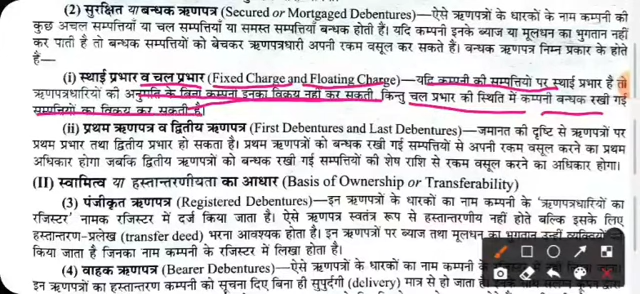 (2) सुरक्षित या बन्धक ऋणपत्र (Secured or Mortgaged Debentures)—ऐसे ऋणपत्रों के धारकों के नाम कम्पनी की
कुछ अचल सम्पत्तियाँ या चल सम्पत्तियाँ या समस्त सम्पत्तियाँ बन्धक होती हैं। यदि कम्पनी इनके ब्याज या मूलधन का भुगतान नहीं
कर पाती है तो बन्धक सम्पत्तियों को बेचकर ऋणपत्रधारी अपनी रकम वसूल कर सकते हैं। बन्धक ऋणपत्र निम्न प्रकार के होते
हैं—
(i) स्थाई प्रभार व चल प्रभार (Fixed Charge and Floating Charge)—यदि कम्पनी की सम्पत्तियों पर स्थाई प्रभार है तो
ऋणपत्रधारियों की अनुमति के बिना कम्पनी इनका विक्रय नहीं कर सकती किन्तु चल प्रभार की स्थिति में कम्पनी बन्धक रखी गई
सम्पत्तियों का विक्रय कर सकती है।
(ii) प्रथम ऋणपत्र व द्वितीय ऋणपत्र (First Debentures and Last Debentures)—जमानत की दृष्टि से ऋणपत्रों पर
प्रथम प्रभार तथा द्वितीय प्रभार हो सकता है। प्रथम ऋणपत्रों को बन्धक रखी गई सम्पत्तियों से अपनी रकम वसूल करने का प्रथम
अधिकार होगा जबकि द्वितीय ऋणपत्रों को बन्धक रखी गई सम्पत्तियों की शेष राशि से रकम वसूल करने का अधिकार होगा।
(II) स्वामित्व या हस्तान्तरणीयता का आधार (Basis of Ownership or Transferability)
(3) पंजीकृत ऋणपत्र (Registered Debentures)—इन ऋणपत्रों के धारकों का नाम कम्पनी के 'ऋणपत्रधारियों का
रजिस्टर' नामक रजिस्टर में दर्ज किया जाता है। ऐसे ऋणपत्र स्वतंत्र रूप से हस्तान्तरणीय नहीं होते बल्कि इसके लिए
हस्तान्तरण-प्रलेख (transfer deed) भरना आवश्यक होता है। इन ऋणपत्रों पर ब्याज तथा मूलधन का भुगतान उन्हीं
किया जाता है जिनका नाम कम्पनी के रजिस्टर में लिखा होता है।
(4) वाहक ऋणपत्र (Bearer Debentures)—ऐसे ऋणपत्रों के धारकों का नाम कम्पनी
इन ऋणपत्रों का हस्तान्तरण कम्पनी को सूचना दिए बिना ही सुपुर्दगी (delivery) मात्र से हो जाता